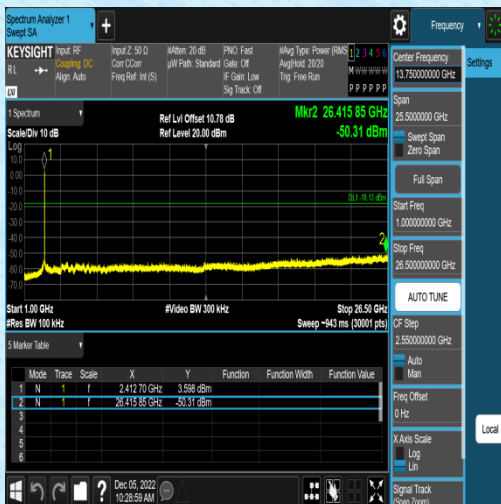 Spectrum Analyzer 1
Swept SA
Frequency
KEYSIGHT
RL
Input: RF
Coupling: DC
Align: Auto
Input Z: 50 Ω
Corr CCorr
Freq Ref: Int (S)
#Atten: 20 dB
µW Path: Standard
PNO: Fast
Gate: Off
IF Gain: Low
Sig Track: Off
#Avg Type: Power (RMS
Avg|Hold: 20/20
Trig: Free Run
1 2 3 4 5 6
M W W W W W
P P P P P P
Center Frequency
13.750000000 GHz
Settings
Span
25.5000000 GHz
Swept Span
Zero Span
Full Span
Start Freq
1.000000000 GHz
Stop Freq
26.500000000 GHz
AUTO TUNE
CF Step
2.550000000 GHz
Auto
Man
Freq Offset
0 Hz
X Axis Scale
Log
Lin
Signal Track
(Span Zoom)
Local
1 Spectrum
Scale/Div 10 dB
Ref Lvl Offset 10.78 dB
Ref Level 20.00 dBm
Mkr2 26.415 85 GHz
-50.31 dBm
Log
10.0
0.00
-10.0
-20.0
-30.0
-40.0
-50.0
-60.0
-70.0
1
DL1 -18.13 dBm
2
Start 1.00 GHz
#Res BW 100 kHz
#Video BW 300 kHz
Stop 26.50 GHz
Sweep ~943 ms (30001 pts)
5 Marker Table
Mode Trace Scale X Y Function Function Width Function Value
1 N 1 f 2.412 70 GHz 3.598 dBm
2 N 1 f 26.415 85 GHz -50.31 dBm
3
4
5
6
Dec 05, 2022
10:28:59 AM